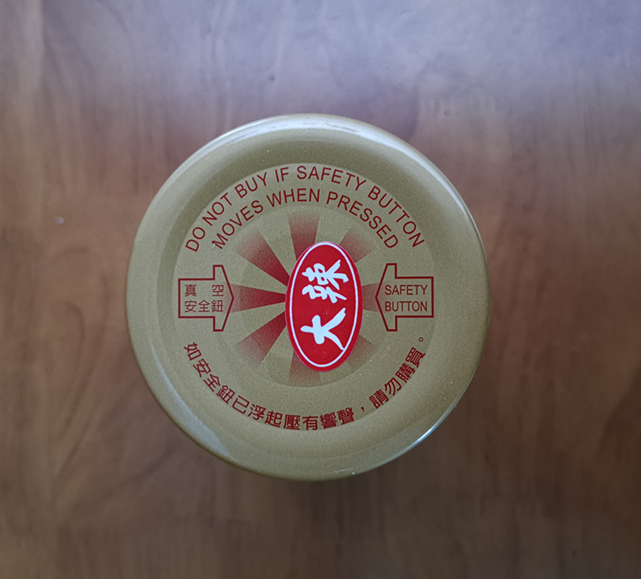 DO NOT BUY IF SAFETY BUTTON
MOVES WHEN PRESSED
真空
安全鈕
大辣
SAFETY
BUTTON
如安全鈕已浮起壓有響聲，請勿購買。